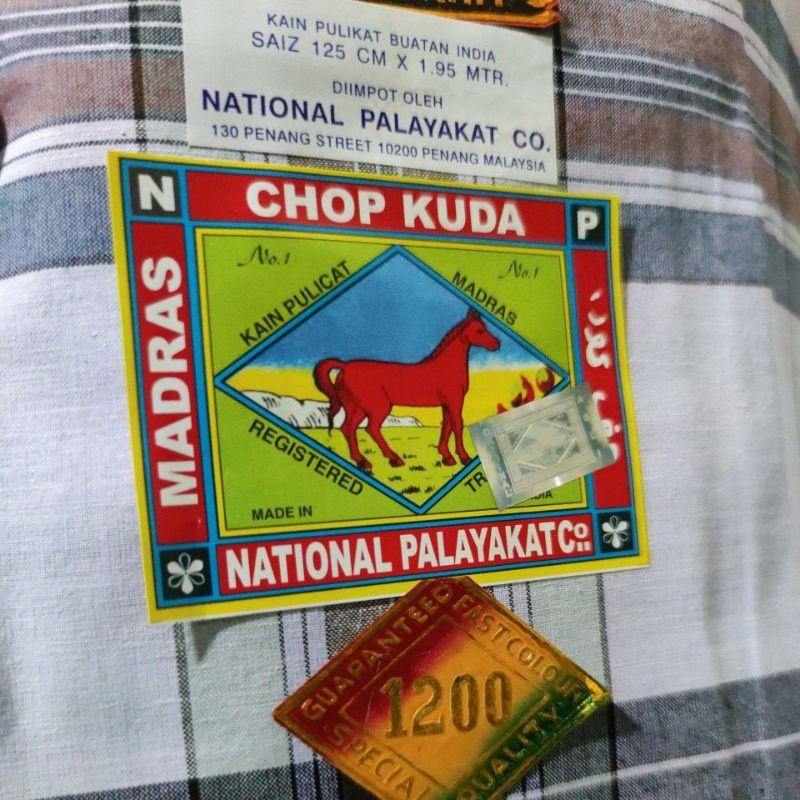 KAIN PULIKAT BUATAN INDIA
SAIZ 125 CM X 1.95 MTR.
DIIMPOT OLEH
NATIONAL PALAYAKAT CO.
130 PENANG STREET 10200 PENANG MALAYSIA
N
CHOP KUDA
P
MADRAS
No.1
No.1
KAIN PULICAT
MADRAS
REGISTERED
MADE IN
NATIONAL PALAYAKAT Co
GUARANTEED
FASTCOLOUR
1200
SPECIAL
QUALITY